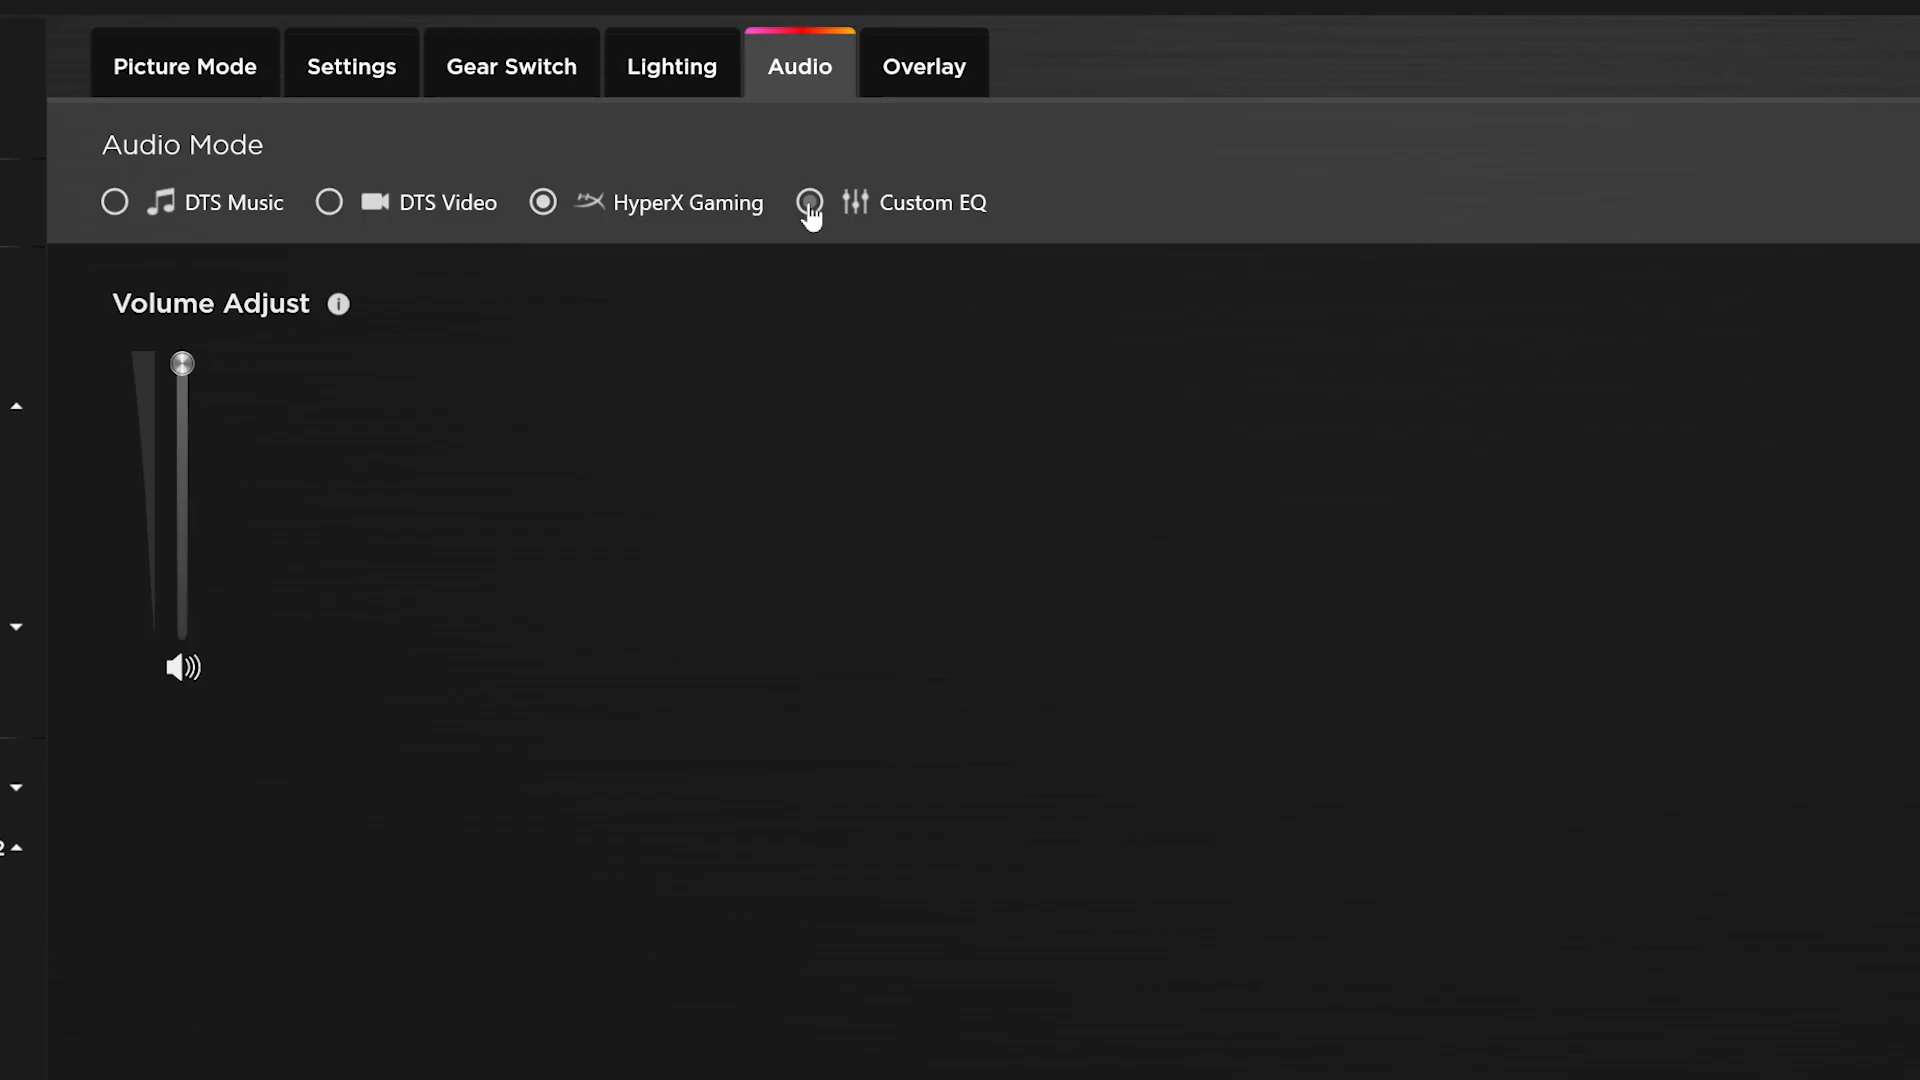 Picture Mode Settings Gear Switch Lighting Audio Overlay
Audio Mode
DTS Music DTS Video HyperX Gaming Custom EQ
Volume Adjust
2